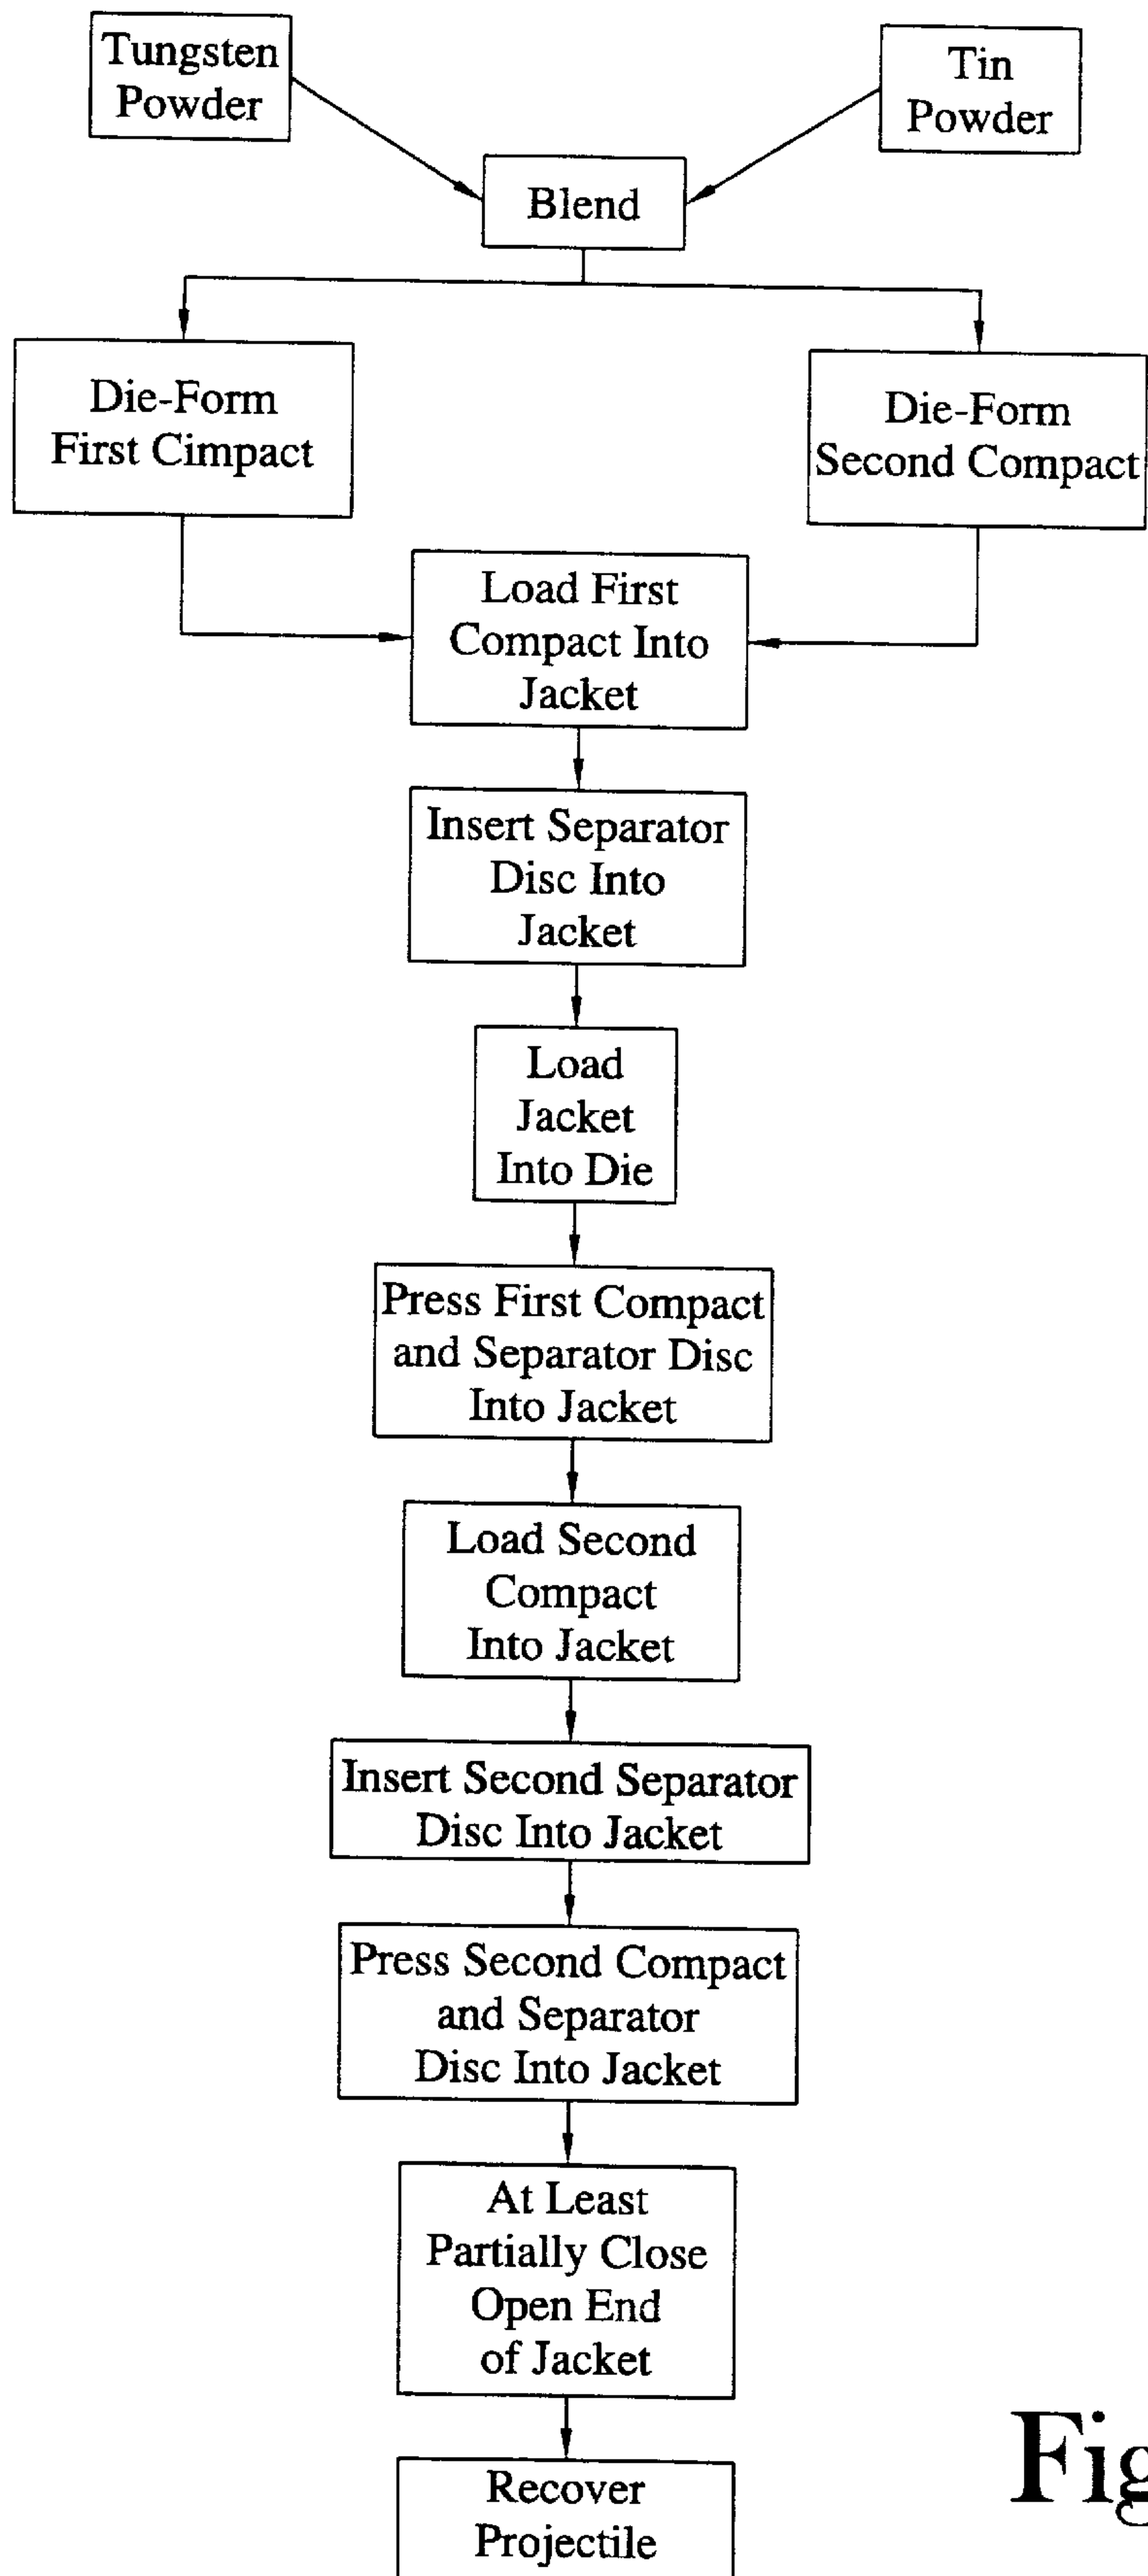 Tungsten
Powder
Tin
Powder
Blend
Die-Form
First Cimpact
Die-Form
Second Compact
Load First
Compact Into
Jacket
Insert Separator
Disc Into
Jacket
Load
Jacket
Into Die
Press First Compact
and Separator Disc
Into Jacket
Load Second
Compact
Into Jacket
Insert Second Separator
Disc Into Jacket
Press Second Compact
and Separator
Disc Into Jacket
At Least
Partially Close
Open End
of Jacket
Recover
Projectile
Fig